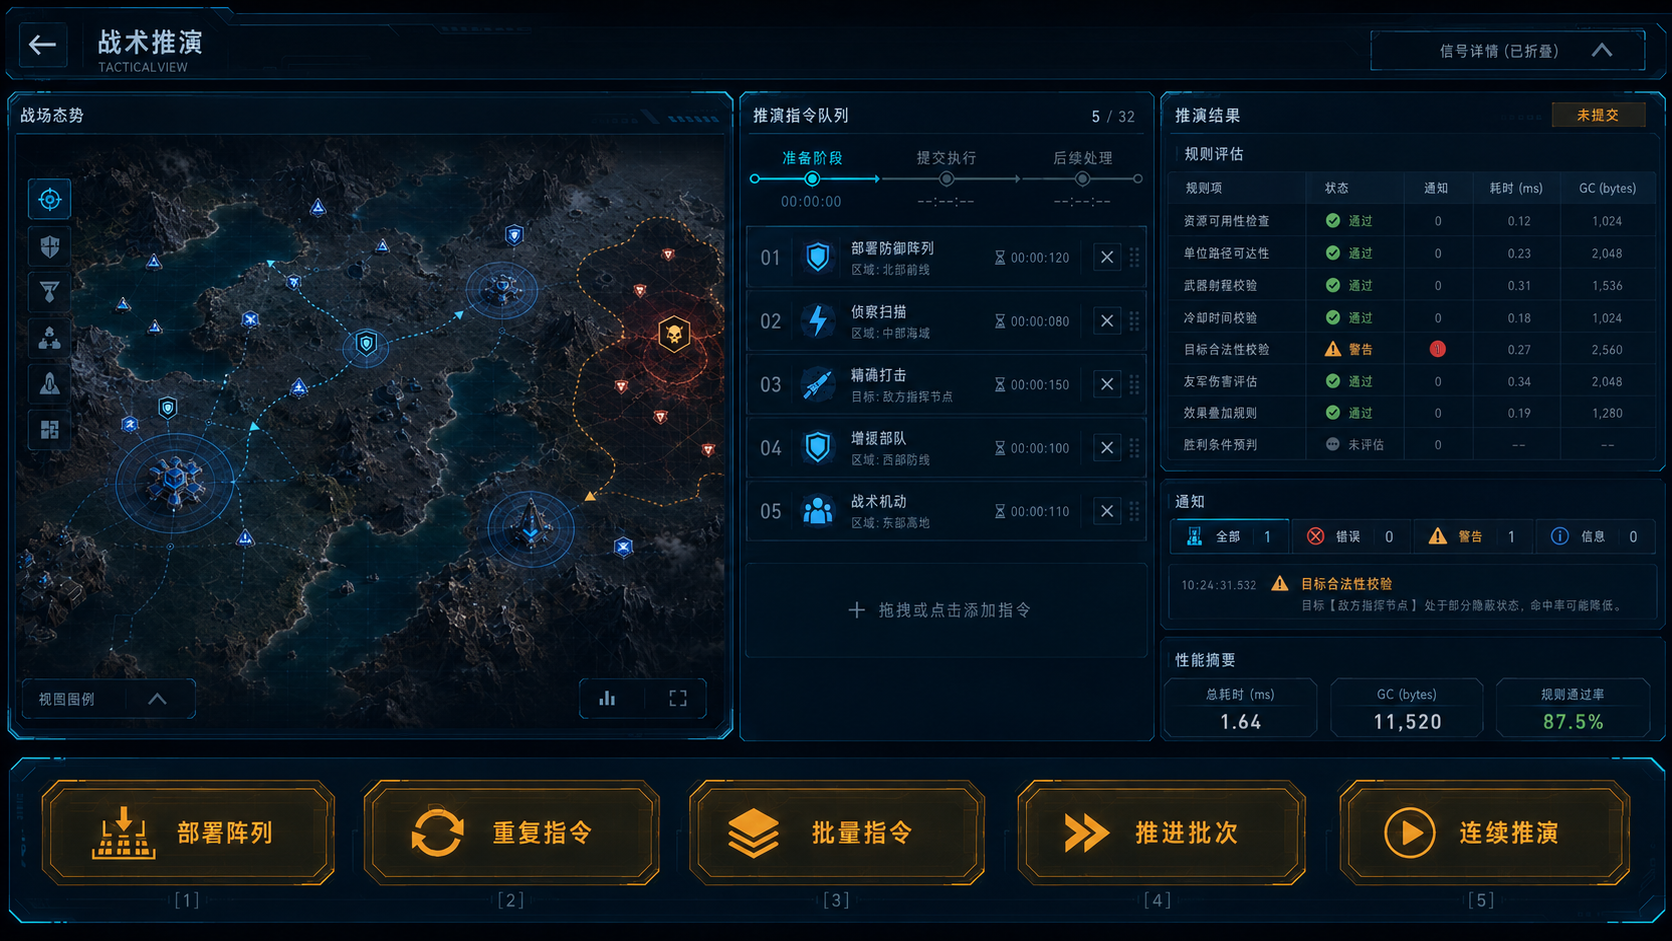 战术推演
TACTICALVIEW
信号详情 (已折叠)
战场态势
视图图例
推演指令队列
5 / 32
准备阶段 提交执行 后续处理
00:00:00 --:--:-- --:--:--
01 部署防御阵列 00:00:120
区域: 北部前线
02 侦察扫描 00:00:080
区域: 中部海域
03 精确打击 00:00:150
目标: 敌方指挥节点
04 增援部队 00:00:100
区域: 西部防线
05 战术机动 00:00:110
区域: 东部高地
+ 拖拽或点击添加指令
推演结果
未提交
规则评估
规则项 状态 通知 耗时 (ms) GC (bytes)
资源可用性检查 通过 0 0.12 1,024
单位路径可达性 通过 0 0.23 2,048
武器射程校验 通过 0 0.31 1,536
冷却时间校验 通过 0 0.18 1,024
目标合法性校验 警告 0.27 2,560
友军伤害评估 通过 0 0.34 2,048
效果叠加规则 通过 0 0.19 1,280
胜利条件预判 未评估 0 -- --
通知
全部 1 错误 0 警告 1 信息 0
10:24:31.532 目标合法性校验
目标【敌方指挥节点】处于部分隐蔽状态, 命中率可能降低。
性能摘要
总耗时 (ms) GC (bytes) 规则通过率
1.64 11,520 87.5%
部署阵列 重复指令 批量指令 推进批次 连续推演
[1] [2] [3] [4] [5]